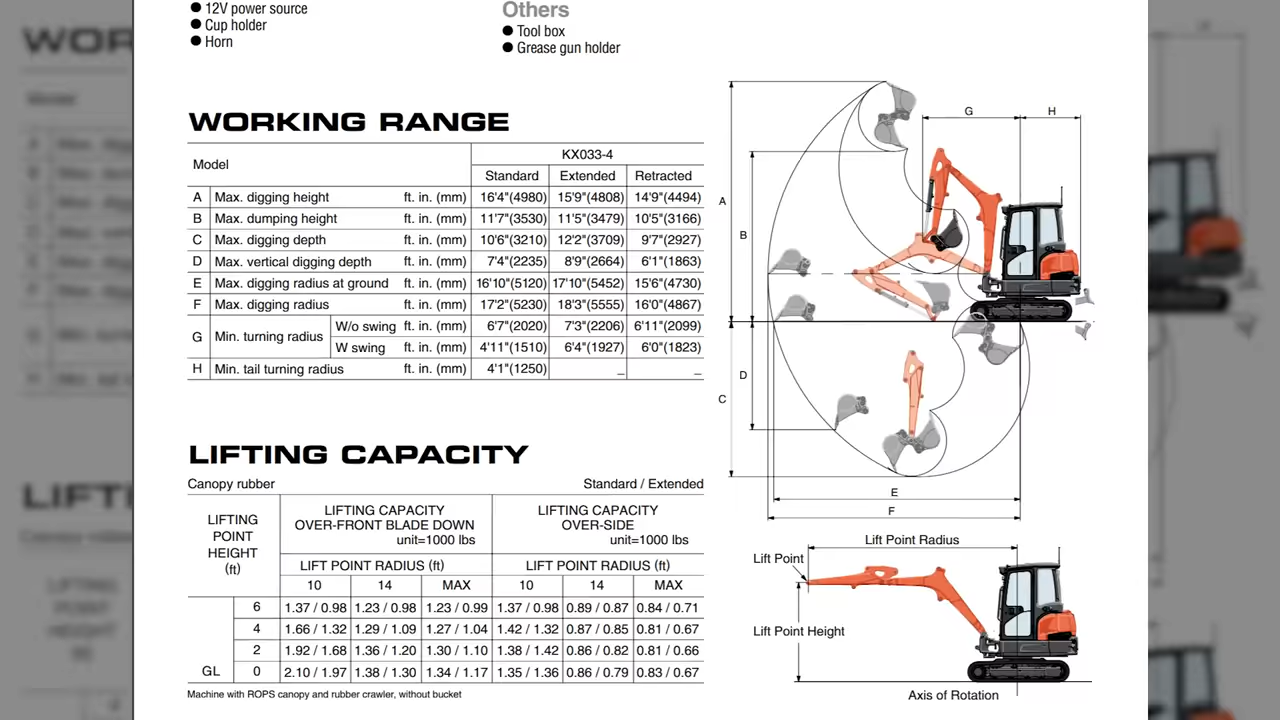 ● 12V power source
● Cup holder
● Horn
Others
● Tool box
● Grease gun holder
WORKING RANGE
Model KX033-4
Standard Extended Retracted
A Max. digging height ft. in. (mm) 16'4"(4980) 15'9"(4808) 14'9"(4494)
B Max. dumping height ft. in. (mm) 11'7"(3530) 11'5"(3479) 10'5"(3166)
C Max. digging depth ft. in. (mm) 10'6"(3210) 12'2"(3709) 9'7"(2927)
D Max. vertical digging depth ft. in. (mm) 7'4"(2235) 8'9"(2664) 6'1"(1863)
E Max. digging radius at ground ft. in. (mm) 16'10"(5120) 17'10"(5452) 15'6"(4730)
F Max. digging radius ft. in. (mm) 17'2"(5230) 18'3"(5555) 16'0"(4867)
G Min. turning radius W/o swing ft. in. (mm) 6'7"(2020) 7'3"(2206) 6'11"(2099)
W swing ft. in. (mm) 4'11"(1510) 6'4"(1927) 6'0"(1823)
H Min. tail turning radius ft. in. (mm) 4'1"(1250) _ _
G H
A
B
D
C
E
F
LIFTING CAPACITY
Canopy rubber Standard / Extended
LIFTING POINT HEIGHT (ft)
LIFTING CAPACITY
OVER-FRONT BLADE DOWN
unit=1000 lbs
LIFTING CAPACITY
OVER-SIDE
unit=1000 lbs
LIFT POINT RADIUS (ft) LIFT POINT RADIUS (ft)
10 14 MAX 10 14 MAX
6 1.37 / 0.98 1.23 / 0.98 1.23 / 0.99 1.37 / 0.98 0.89 / 0.87 0.84 / 0.71
4 1.66 / 1.32 1.29 / 1.09 1.27 / 1.04 1.42 / 1.32 0.87 / 0.85 0.81 / 0.67
2 1.20 1.30 / 1.10 1.38 / 1.42 0.81 / 0.66
GL 0 2.10 / 1.97 1.38 / 1.30 1.34 / 1.17 1.35 / 1.36 0.86 / 0.79 0.83 / 0.67
Machine with ROPS canopy and rubber crawler, without bucket
Lift Point Radius
Lift Point
Lift Point Height
Axis of Rotation